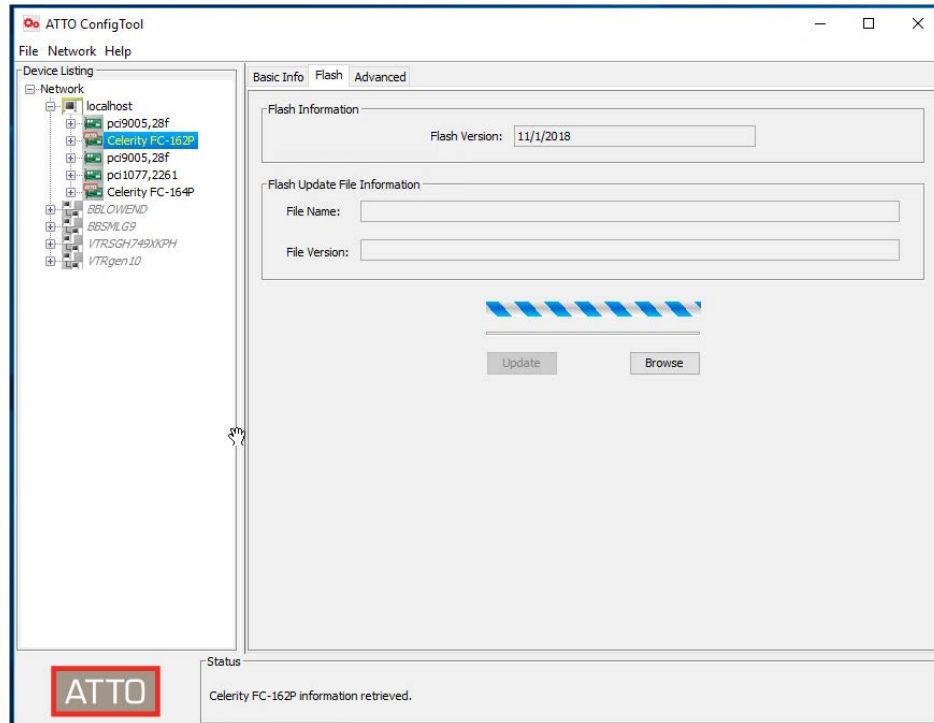 ATTO ConfigTool
File Network Help
Device Listing
Network
localhost
pci9005,28f
Celerity FC-162P
pci9005,28f
pci1077,2261
Celerity FC-164P
BBLOWEND
BBSMLG9
VTRSGH749XKPH
VTRgen10
Basic Info Flash Advanced
Flash Information
Flash Version: 11/1/2018
Flash Update File Information
File Name:
File Version:
Update Browse
ATTO
Status
Celerity FC-162P information retrieved.